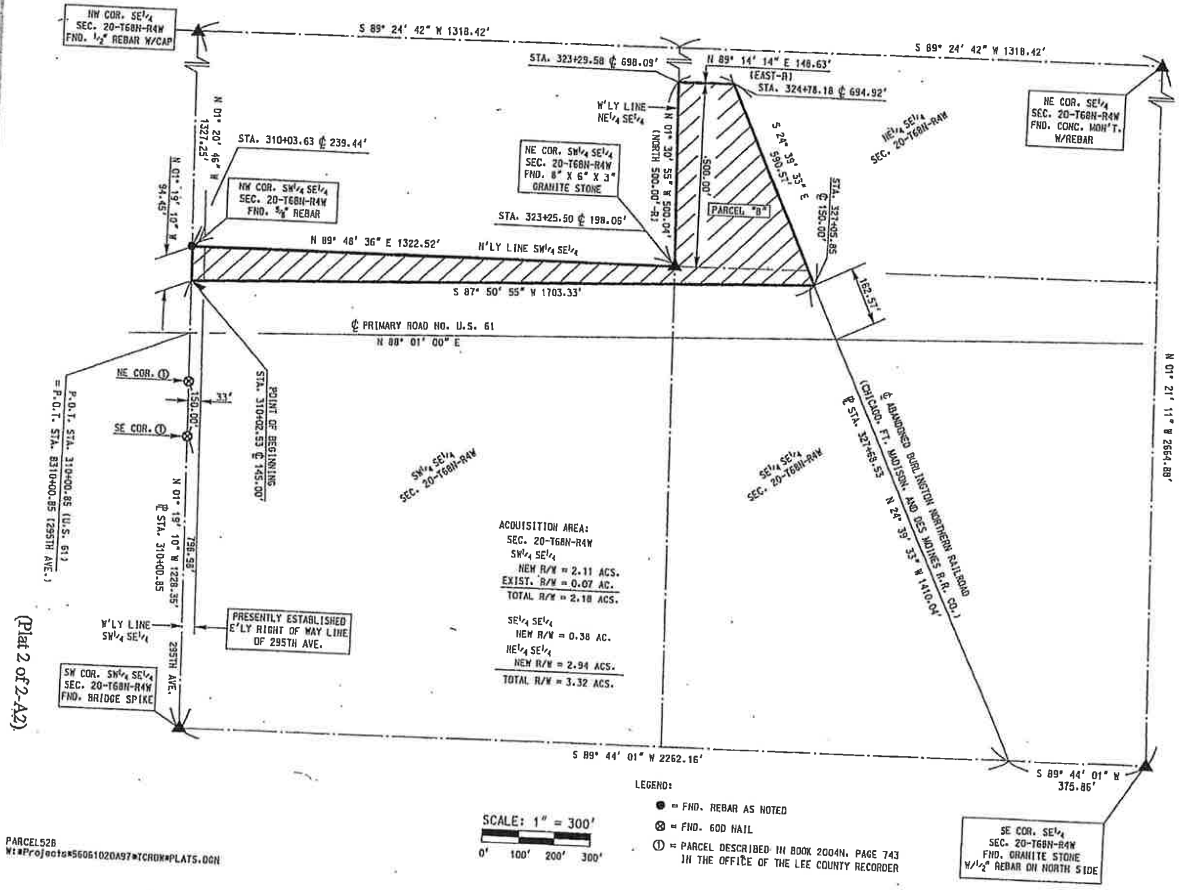 NW COR. SE¼
SEC. 20-T68N-R4W
FND. ½" REBAR W/CAP
S 89° 24' 42" W 1318.42'
S 89° 24' 42" W 1318.42'
STA. 323+29.58 ℄ 698.09'
N 89° 14' 14" E 148.63'
(EAST-R)
STA. 324+78.18 ℄ 694.92'
NE COR. SE¼
SEC. 20-T68N-R4W
FND. CONC. MON'T.
W/REBAR
W'LY LINE
NE¼ SE¼
NE¼ SE¼
SEC. 20-T68N-R4W
N 01° 20' 46" W
1327.25'
STA. 310+03.63 ℄ 239.44'
N 01° 19' 10" W
94.45'
NW COR. SW¼ SE¼
SEC. 20-T68N-R4W
FND. ⅝" REBAR
NE COR. SW¼ SE¼
SEC. 20-T68N-R4W
FND. 8" X 6" X 3"
GRANITE STONE
N 01° 30' 55" W 500.04'
(NORTH 500.00'-R)
500.00'
S 24° 39' 33" E
590.57'
PARCEL "B"
STA. 327+05.85
℄ 150.00'
STA. 323+25.50 ℄ 198.06'
N 89° 48' 36" E 1322.52'
N'LY LINE SW¼ SE¼
S 87° 50' 55" W 1703.33'
162.57'
℄ PRIMARY ROAD NO. U.S. 61
N 88° 01' 00" E
NE COR. ①
150.00'
33'
SE COR. ①
POINT OF BEGINNING
STA. 310+02.53 ℄ 145.00'
P.O.T. STA. 310+00.85 (U.S. 61)
= P.O.T. STA. 8310+00.85 (295TH AVE.)
N 01° 21' 11" W 2664.88'
℄ ABANDONED BURLINGTON NORTHERN RAILROAD
(CHICAGO, FT. MADISON, AND DES MOINES R.R. CO.)
STA. 327+68.53
N 24° 39' 33" W 1410.04'
SW¼ SE¼
SEC. 20-T68N-R4W
SE¼ SE¼
SEC. 20-T68N-R4W
N 01° 19' 10" W 1228.35'
STA. 310+00.85
796.98'
295TH AVE.
ACQUISITION AREA:
SEC. 20-T68N-R4W
SW¼ SE¼
NEW R/W = 2.11 ACS.
EXIST. R/W = 0.07 AC.
TOTAL R/W = 2.18 ACS.
SE¼ SE¼
NEW R/W = 0.38 AC.
NE¼ SE¼
NEW R/W = 2.94 ACS.
TOTAL R/W = 3.32 ACS.
W'LY LINE
SW¼ SE¼
PRESENTLY ESTABLISHED
E'LY RIGHT OF WAY LINE
OF 295TH AVE.
SW COR. SW¼ SE¼
SEC. 20-T68N-R4W
FND. BRIDGE SPIKE
(Plat 2 of 2-A2)
S 89° 44' 01" W 2262.16'
S 89° 44' 01" W
375.86'
LEGEND:
● = FND. REBAR AS NOTED
⊗ = FND. 60D NAIL
① = PARCEL DESCRIBED IN BOOK 2004N, PAGE 743
IN THE OFFICE OF THE LEE COUNTY RECORDER
SCALE: 1" = 300'
0' 100' 200' 300'
SE COR. SE¼
SEC. 20-T68N-R4W
FND. GRANITE STONE
W/½" REBAR ON NORTH SIDE
PARCEL52B